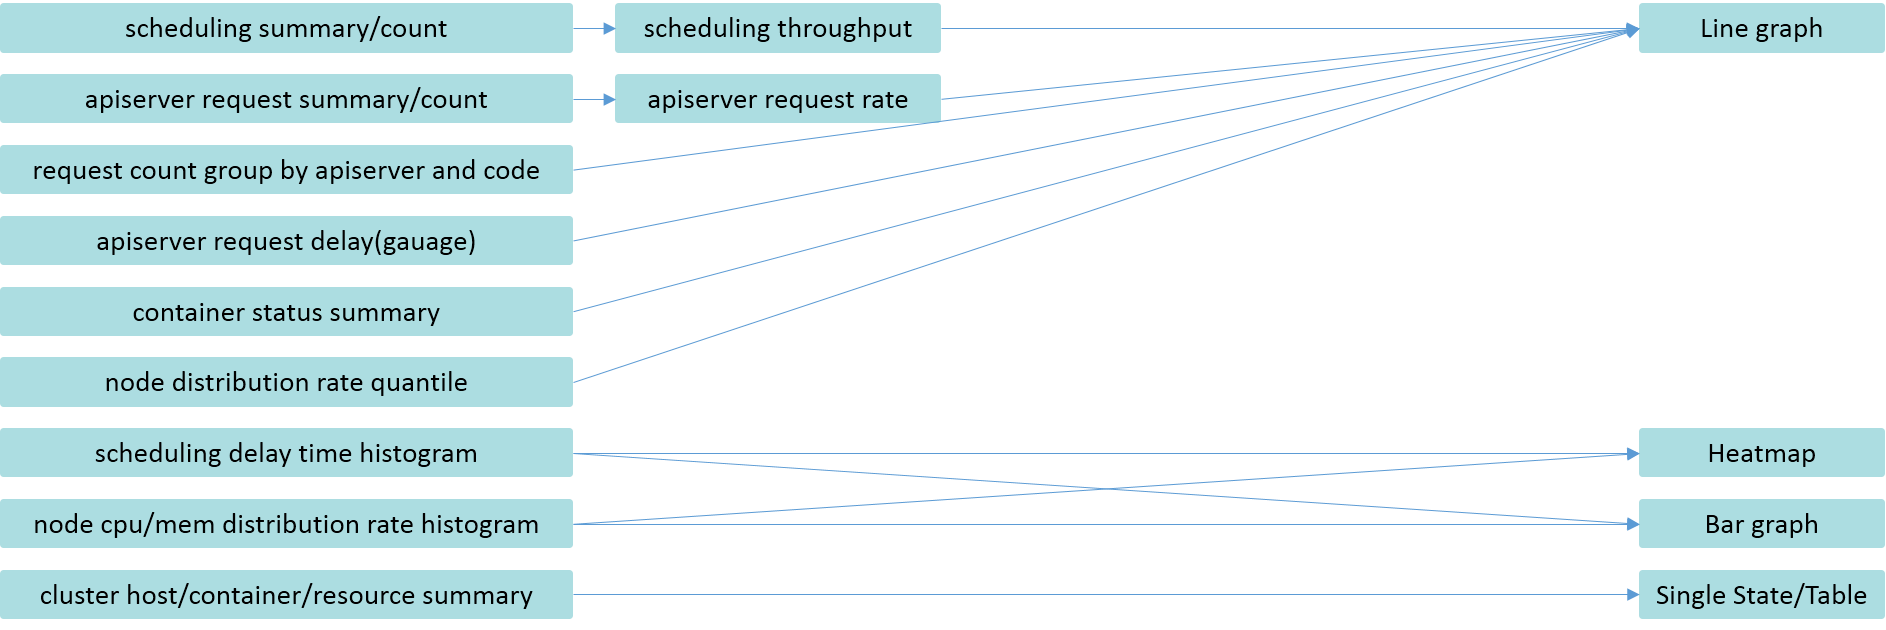 scheduling summary/count
scheduling throughput
Line graph
apiserver request summary/count
apiserver request rate
request count group by apiserver and code
apiserver request delay(gauage)
container status summary
node distribution rate quantile
scheduling delay time histogram
Heatmap
node cpu/mem distribution rate histogram
Bar graph
cluster host/container/resource summary
Single State/Table